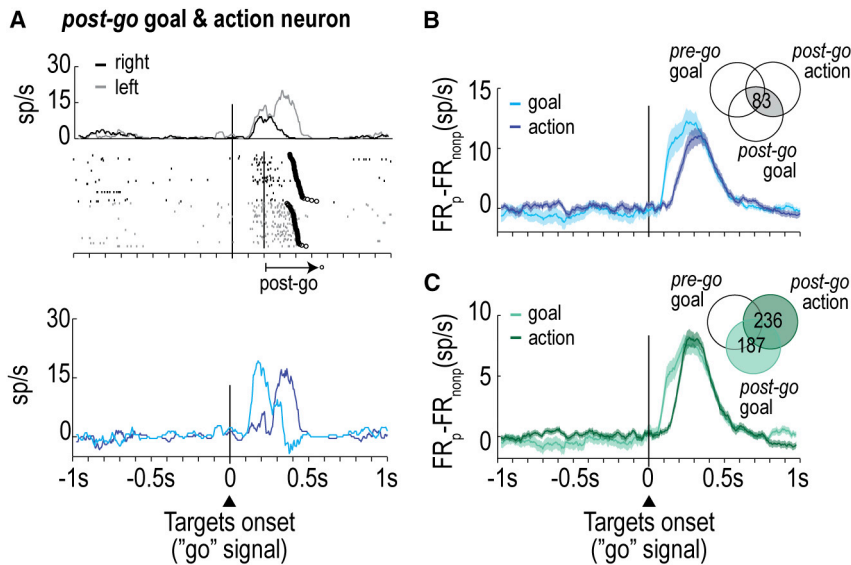 A
post-go goal & action neuron
30
15
0
sp/s
right
left
post-go
30
15
0
sp/s
-1s -0.5s 0 0.5s 1s
Targets onset
("go" signal)
B
15
10
0
FRp-FRnonp(sp/s)
goal
action
pre-go
goal
post-go
action
83
post-go
goal
C
10
5
0
FRp-FRnonp(sp/s)
goal
action
pre-go
goal
post-go
action
236
187
post-go
goal
-1s -0.5s 0 0.5s 1s
Targets onset
("go" signal)